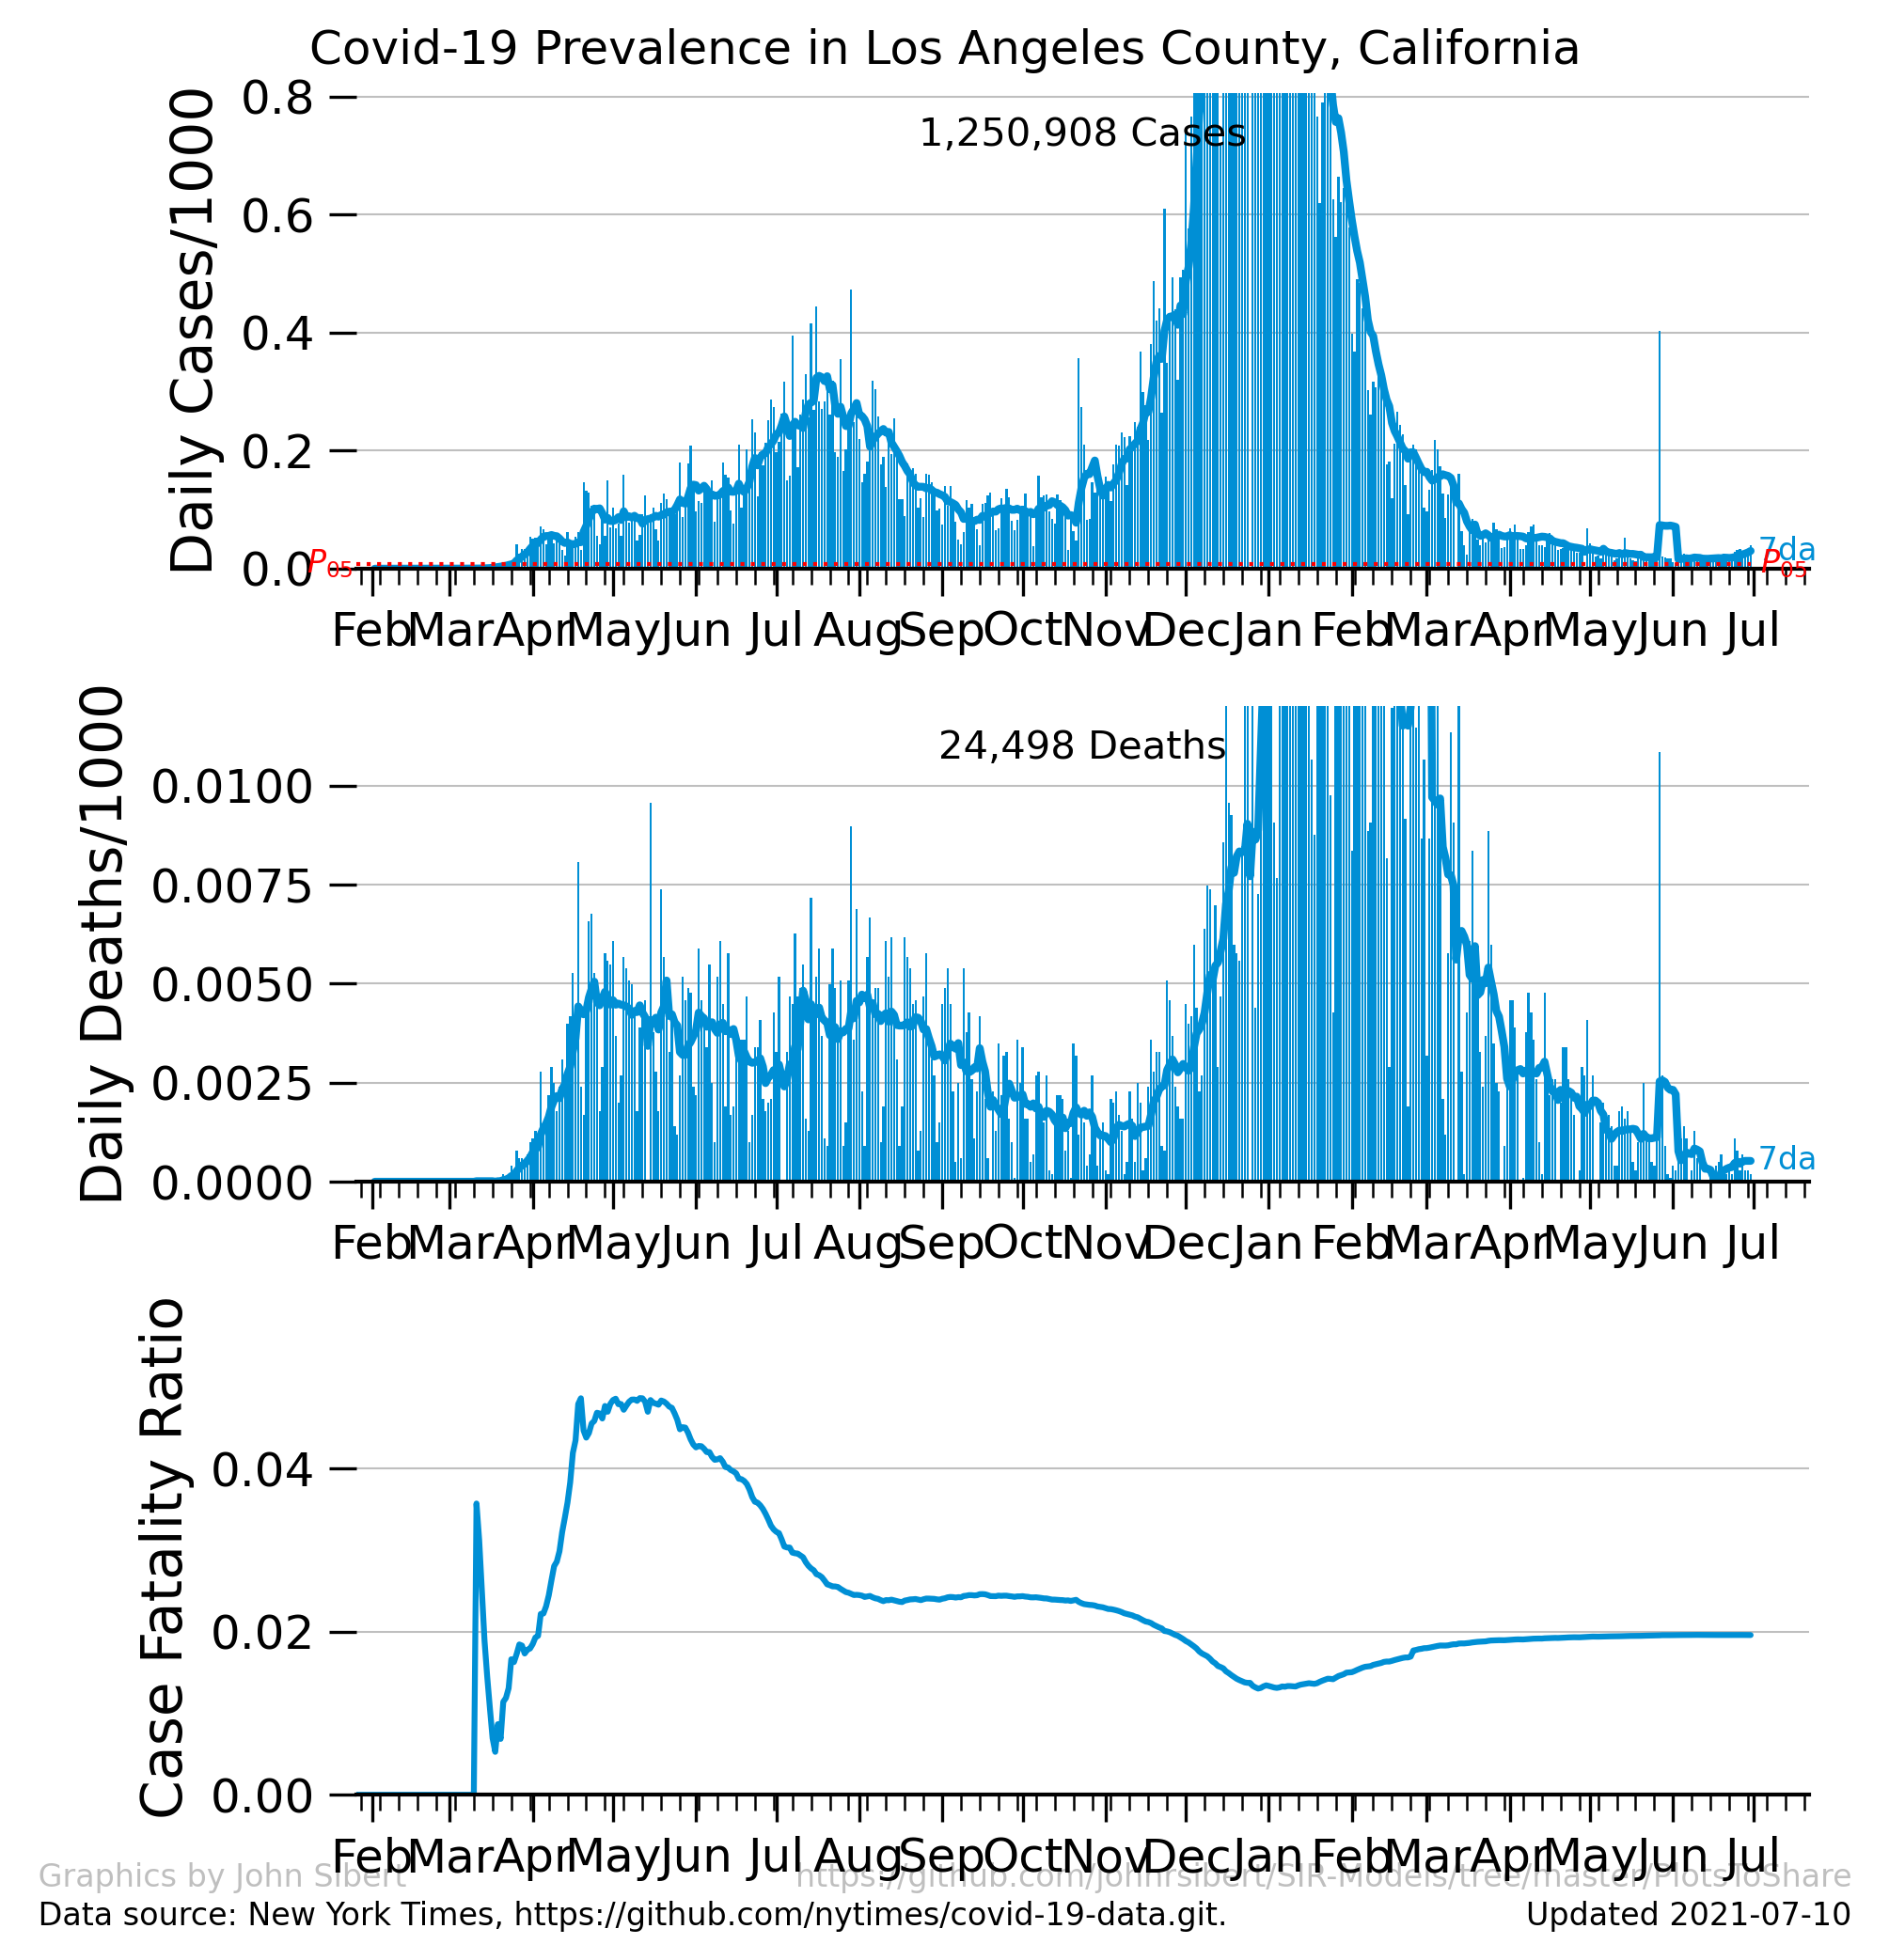 Covid-19 Prevalence in Los Angeles County, California
Daily Cases/1000
0.8
0.6
0.4
0.2
0.0
1,250,908 Cases
P05
7da
P05
Feb Mar Apr May Jun Jul Aug Sep Oct Nov Dec Jan Feb Mar Apr May Jun Jul
Daily Deaths/1000
0.0100
0.0075
0.0050
0.0025
0.0000
24,498 Deaths
7da
Feb Mar Apr May Jun Jul Aug Sep Oct Nov Dec Jan Feb Mar Apr May Jun Jul
Case Fatality Ratio
0.04
0.02
0.00
Feb Mar Apr May Jun Jul Aug Sep Oct Nov Dec Jan Feb Mar Apr May Jun Jul
Graphics by John Sibert https://github.com/johnrsibert/SIR-Models/tree/master/PlotsToShare
Data source: New York Times, https://github.com/nytimes/covid-19-data.git. Updated 2021-07-10